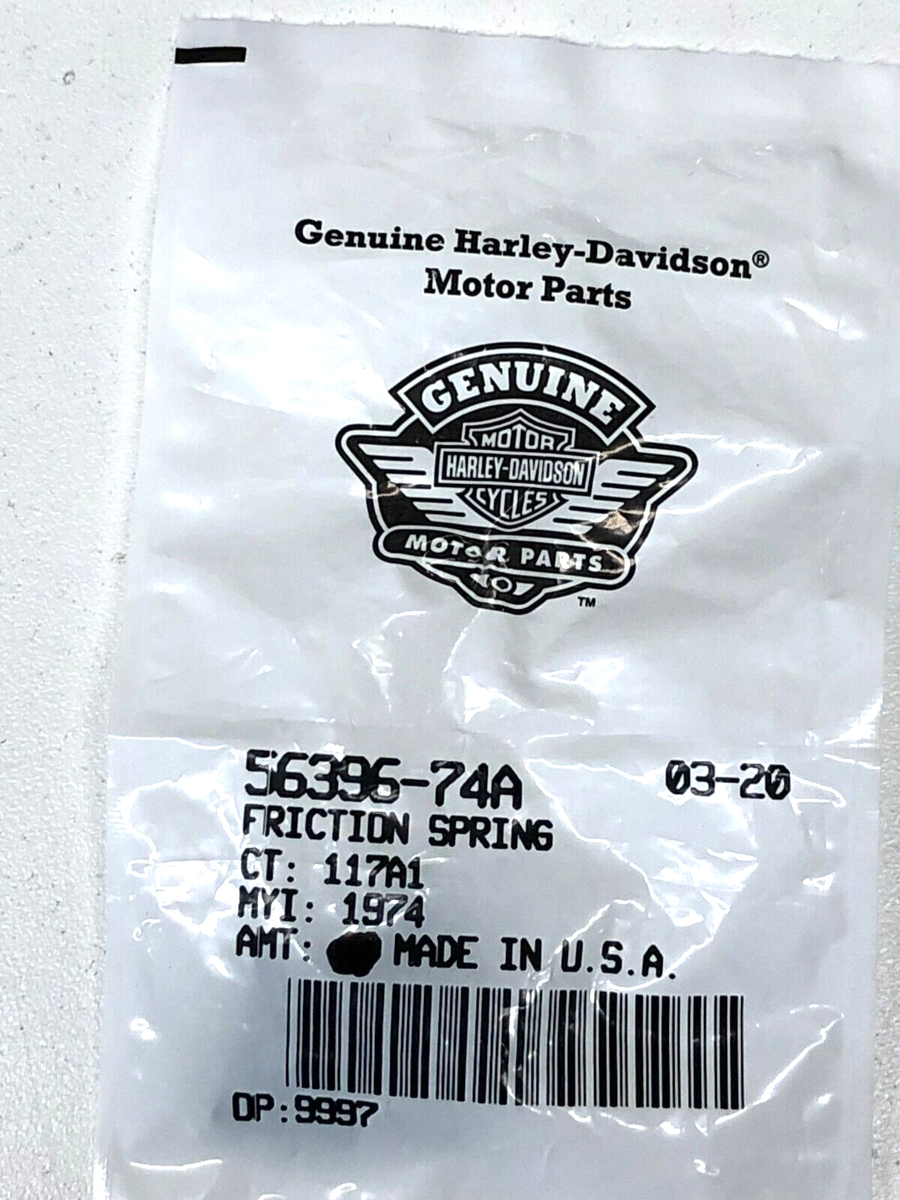 Genuine Harley-Davidson®
Motor Parts
GENUINE
MOTOR
HARLEY-DAVIDSON
CYCLES
MOTOR PARTS
TM
56396-74A 03-20
FRICTION SPRING
CT: 117A1
MYI: 1974
AMT: MADE IN U.S.A.
OP:9997